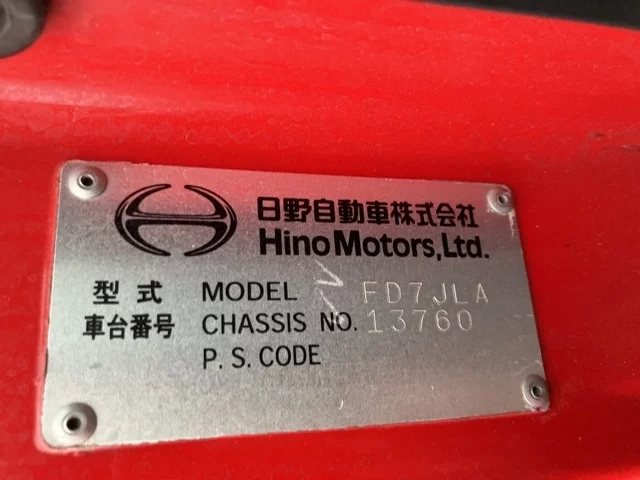 日野自動車株式会社
Hino Motors, Ltd.
型式 MODEL FD7JLA
車台番号 CHASSIS NO. 13760
P. S. CODE